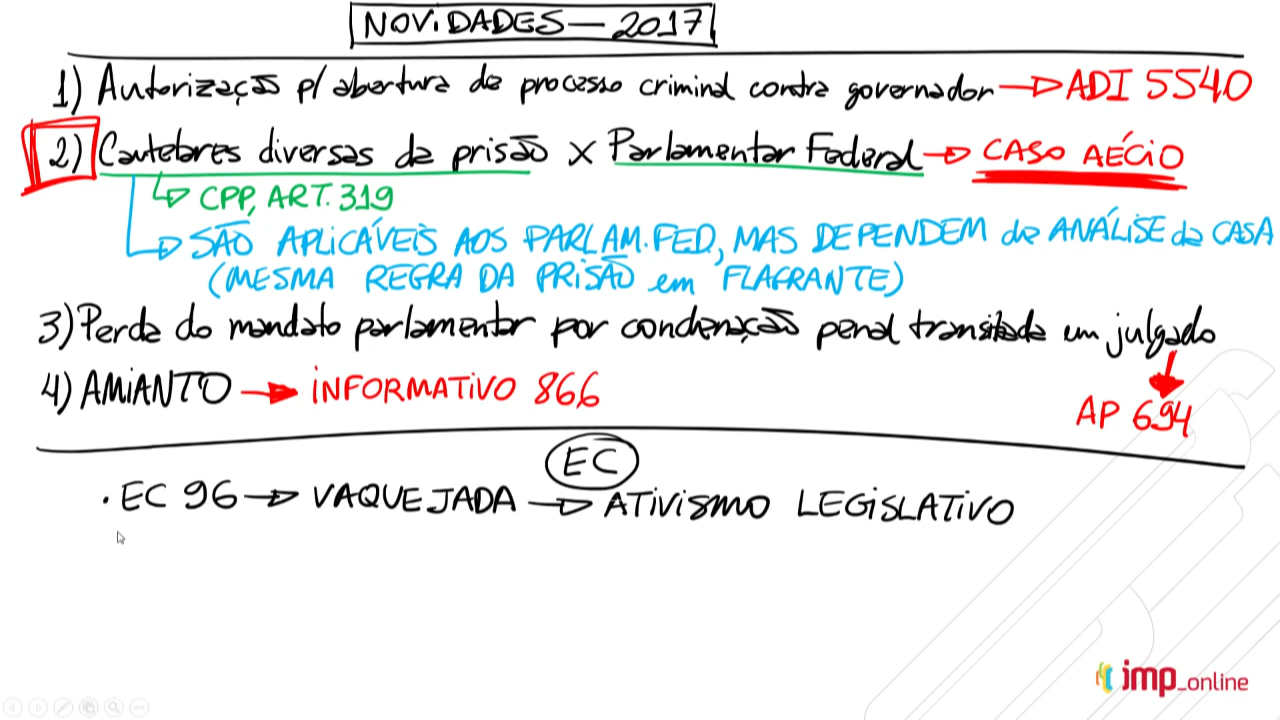 NOVIDADES — 2017
1) Autorização p/ abertura de processo criminal contra governador → ADI 5540
2) Cautelares diversas da prisão x Parlamentar Federal → CASO AÉCIO
↳ CPP, ART. 319
↳ SÃO APLICÁVEIS AOS PARLAM. FED, MAS DEPENDEM de ANÁLISE da CASA
(MESMA REGRA DA PRISÃO em FLAGRANTE)
3) Perda do mandato parlamentar por condenação penal transitada em julgado
4) AMIANTO → INFORMATIVO 866
AP 694
EC
· EC 96 → VAQUEJADA → ATIVISMO LEGISLATIVO
imp_online